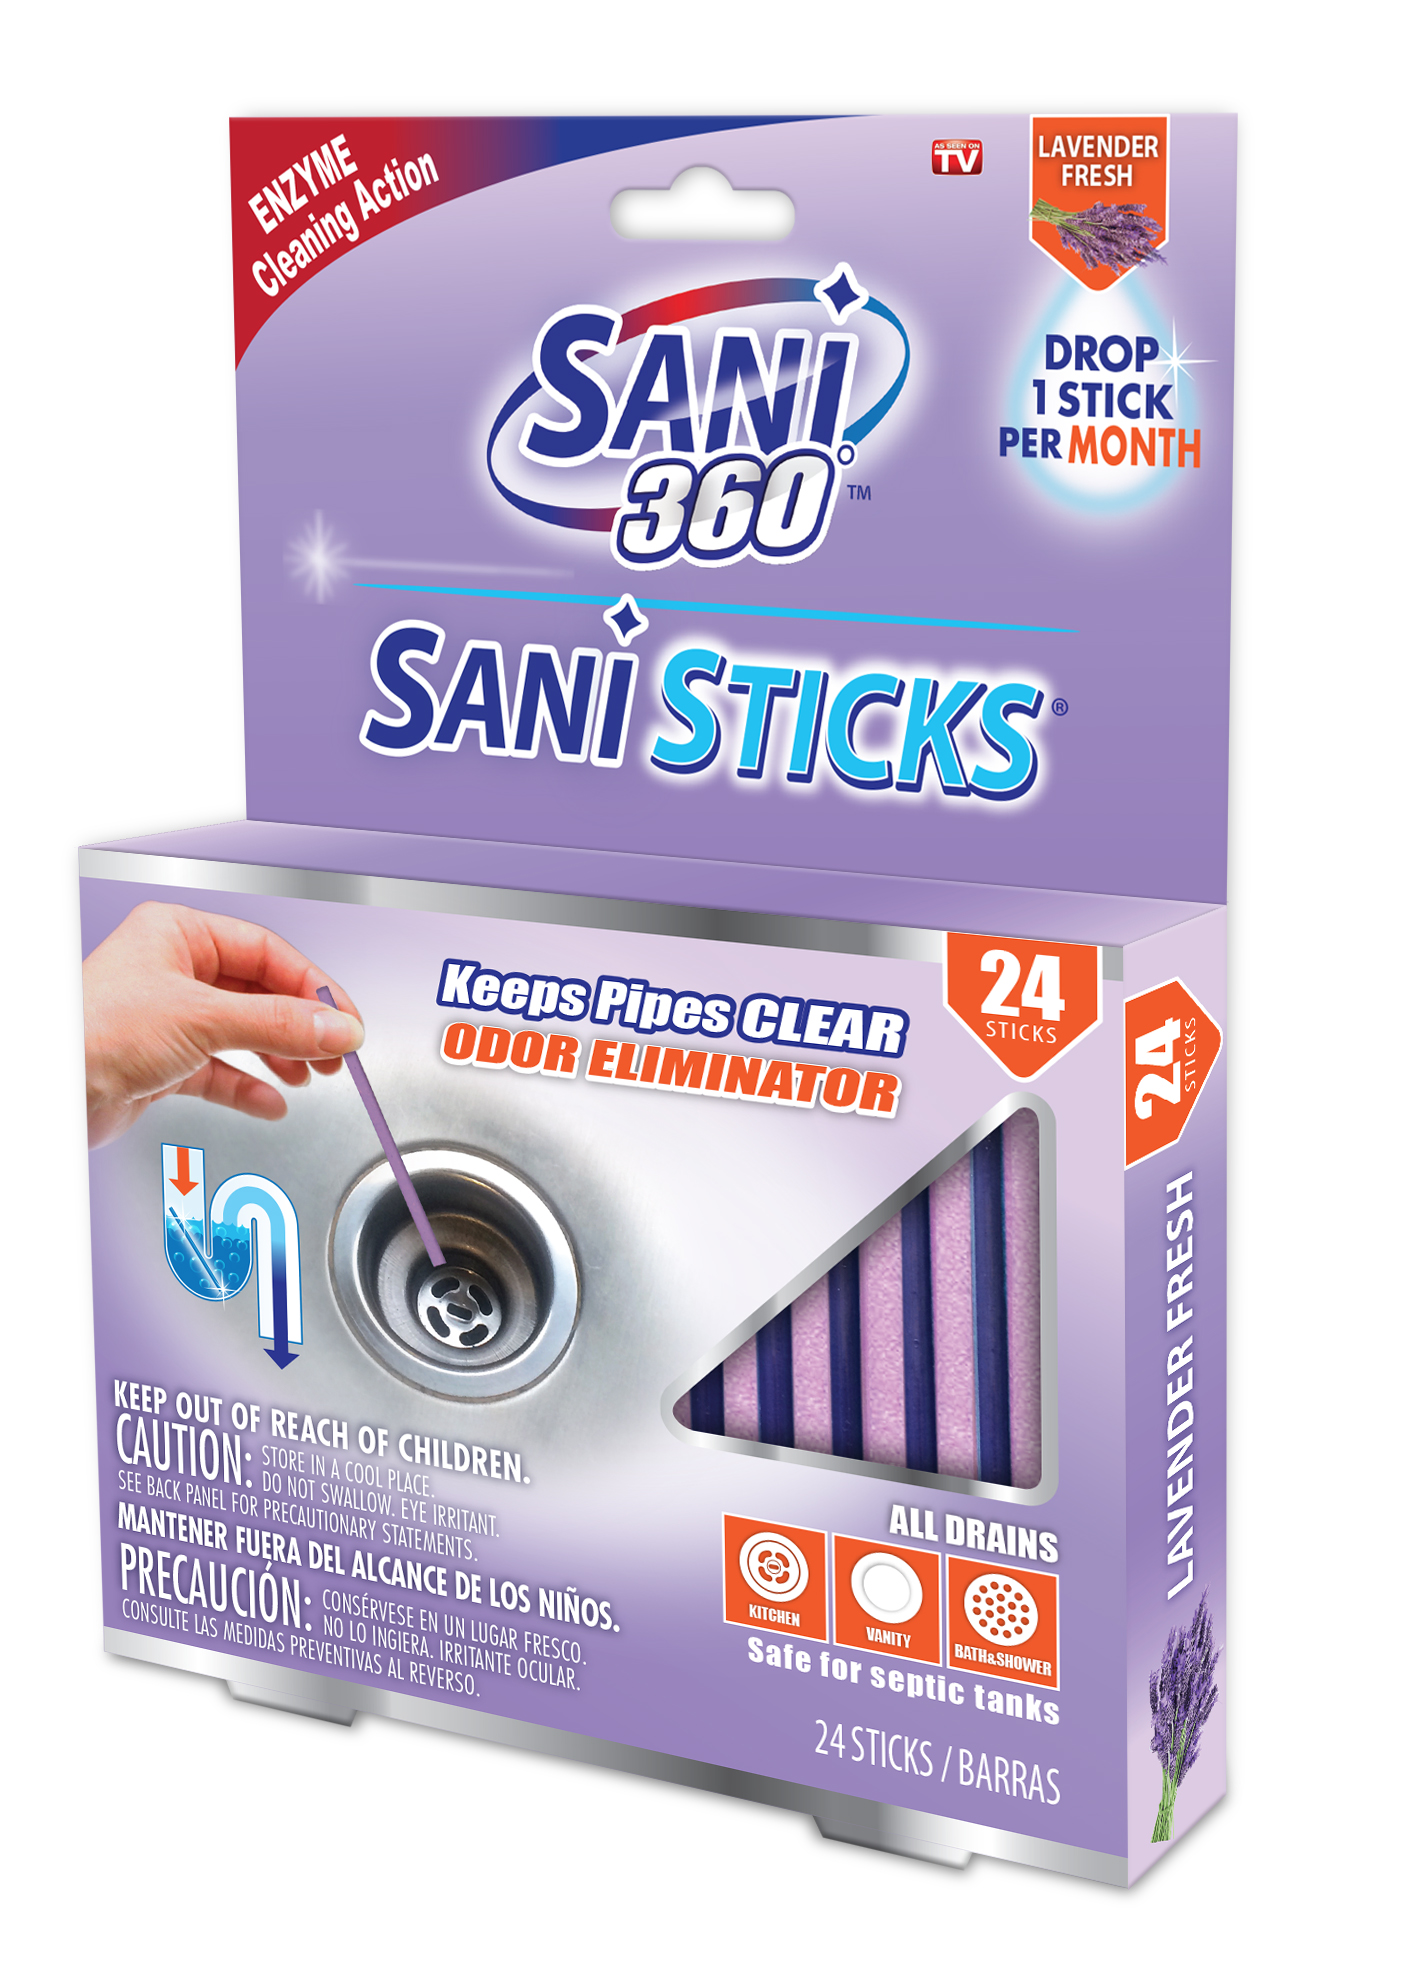 ENZYME
Cleaning Action
AS SEEN ON
TV
LAVENDER
FRESH
DROP
1 STICK
PER MONTH
SANi
360°™
SANi STICKS®
Keeps Pipes CLEAR
ODOR ELIMINATOR
24
STICKS
24
STICKS
LAVENDER FRESH
KEEP OUT OF REACH OF CHILDREN.
CAUTION: STORE IN A COOL PLACE.
DO NOT SWALLOW. EYE IRRITANT.
SEE BACK PANEL FOR PRECAUTIONARY STATEMENTS.
MANTENER FUERA DEL ALCANCE DE LOS NIÑOS.
PRECAUCIÓN: CONSÉRVESE EN UN LUGAR FRESCO.
NO LO INGIERA. IRRITANTE OCULAR.
CONSULTE LAS MEDIDAS PREVENTIVAS AL REVERSO.
ALL DRAINS
KITCHEN
VANITY
BATH&SHOWER
Safe for septic tanks
24 STICKS / BARRAS